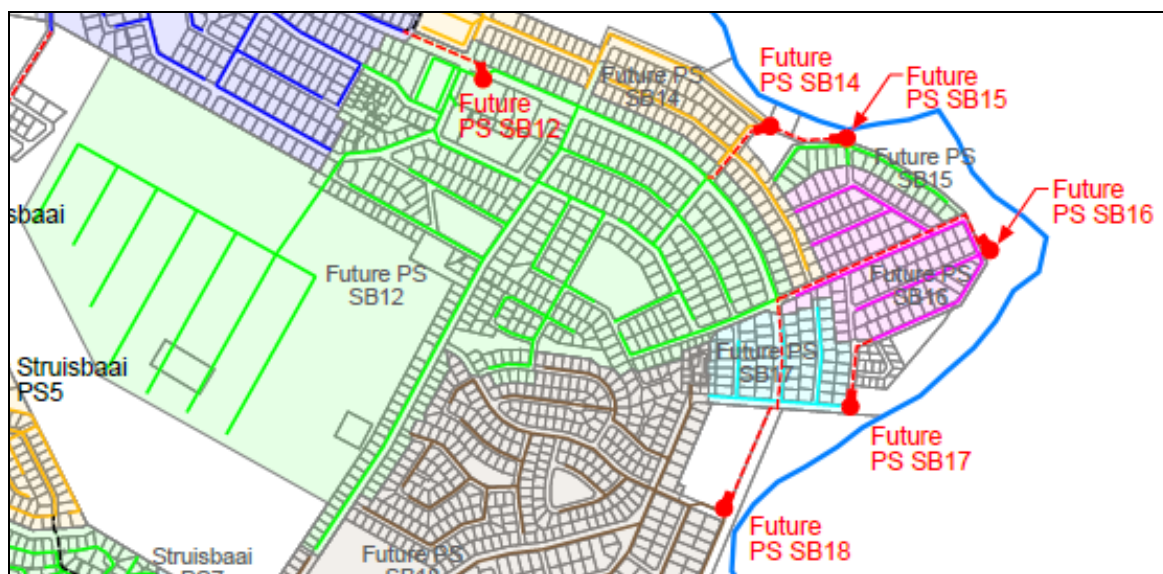 Future PS
SB14
Future
PS SB14
Future
PS SB15
Future
PS SB12
Future PS
SB15
Future
PS SB16
sbaai
Future PS
SB12
Future PS
SB16
Struisbaai
PS5
Future PS
SB17
Future
PS SB17
Future
PS SB18
Struisbaai
Future PS